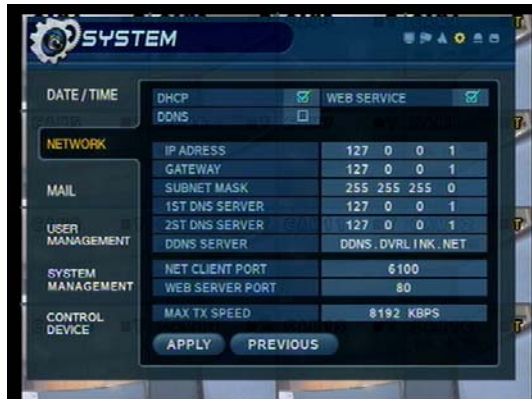 SYSTEM
DATE / TIME
NETWORK
MAIL
USER
MANAGEMENT
SYSTEM
MANAGEMENT
CONTROL
DEVICE
DHCP
WEB SERVICE
DDNS
IP ADRESS 127 0 0 1
GATEWAY 127 0 0 1
SUBNET MASK 255 255 255 0
1ST DNS SERVER 127 0 0 1
2ST DNS SERVER 127 0 0 1
DDNS SERVER DDNS.DVRLINK.NET
NET CLIENT PORT 6100
WEB SERVER PORT 80
MAX TX SPEED 8192 KBPS
APPLY PREVIOUS